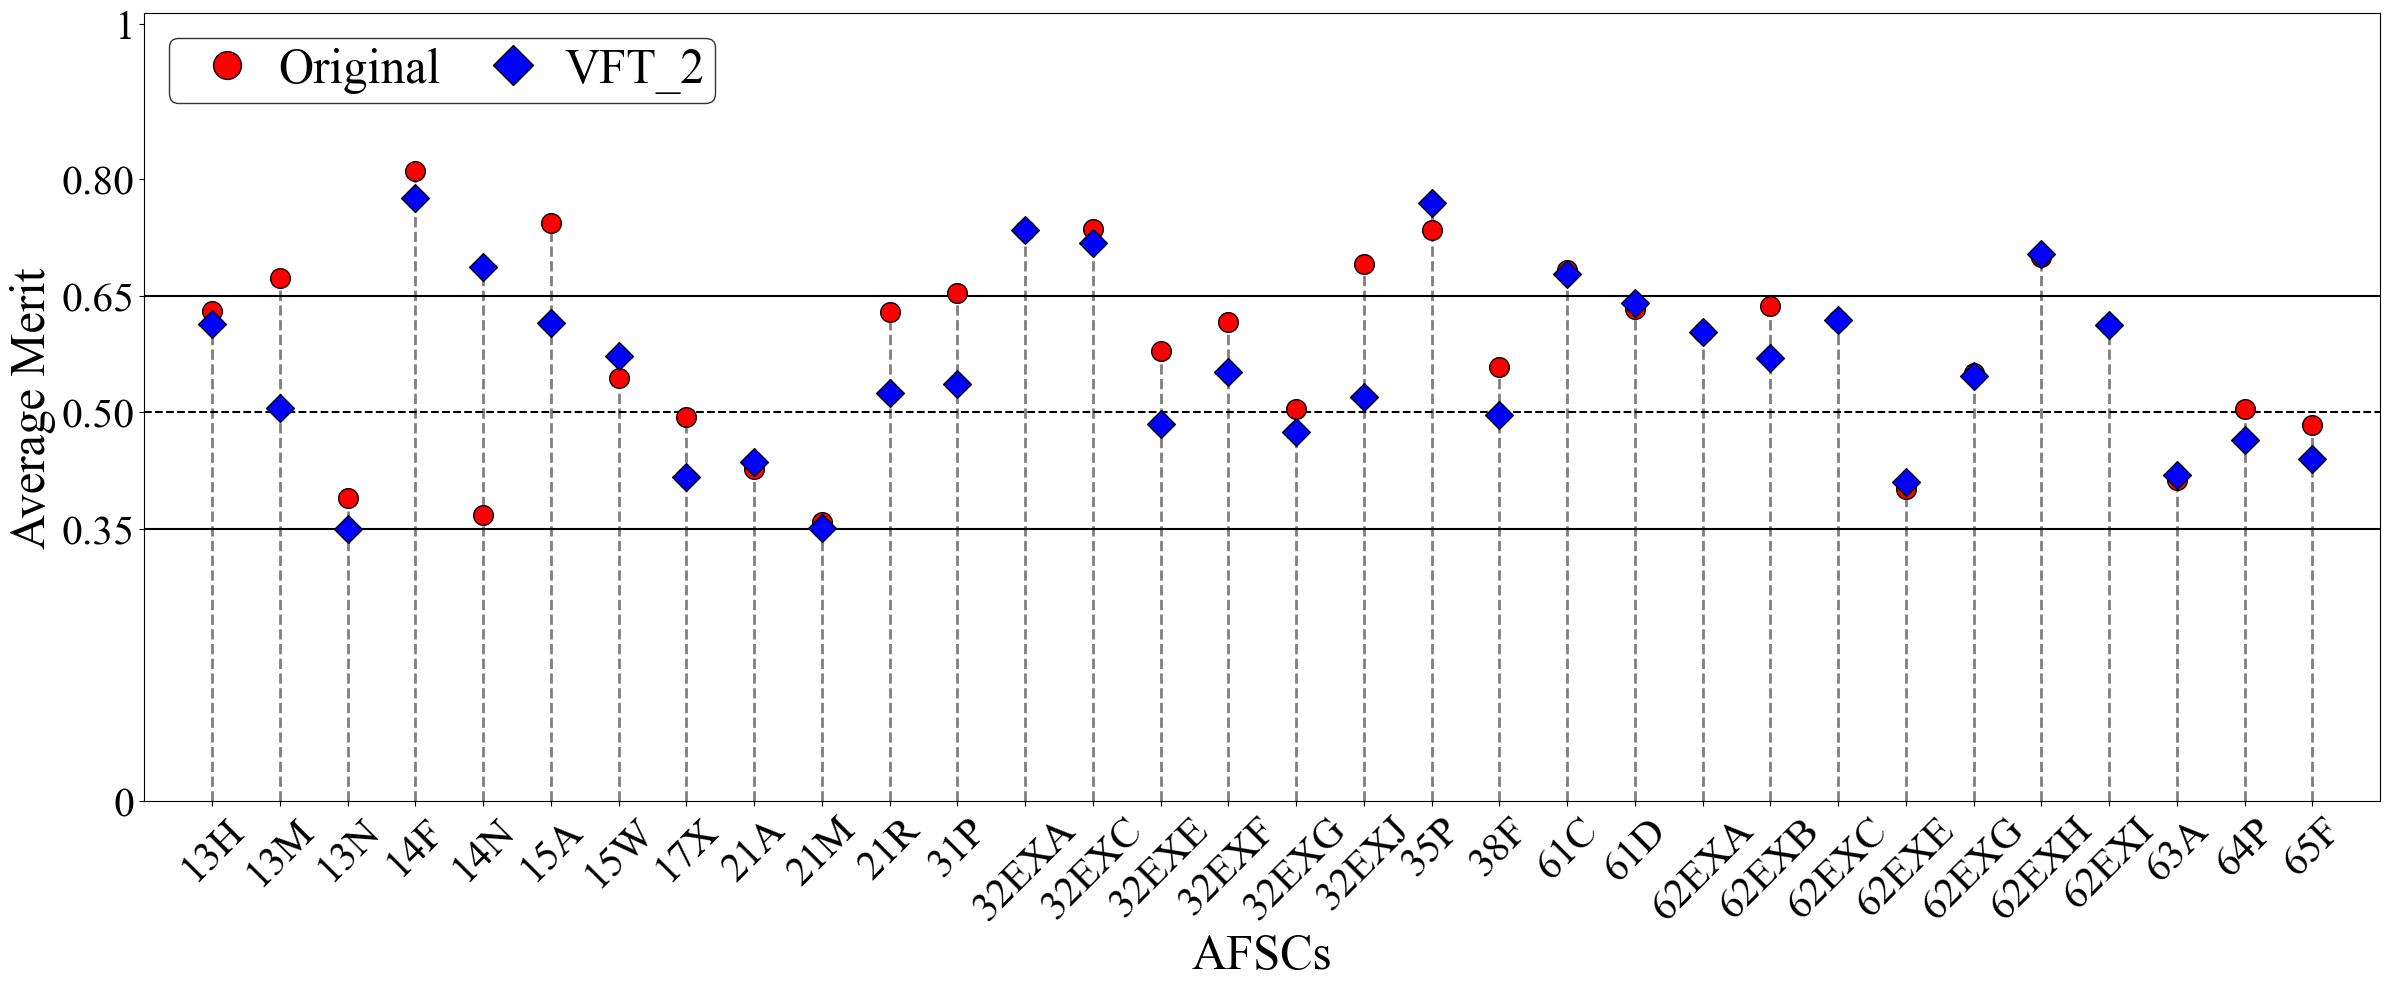 Original VFT_2
Average Merit
1
0.80
0.65
0.50
0.35
0
13H 13M 13N 14F 14N 15A 15W 17X 21A 21M 21R 31P 32EXA 32EXC 32EXE 32EXF 32EXG 32EXJ 35P 38F 61C 61D 62EXA 62EXB 62EXC 62EXE 62EXG 62EXH 62EXI 63A 64P 65F
AFSCs